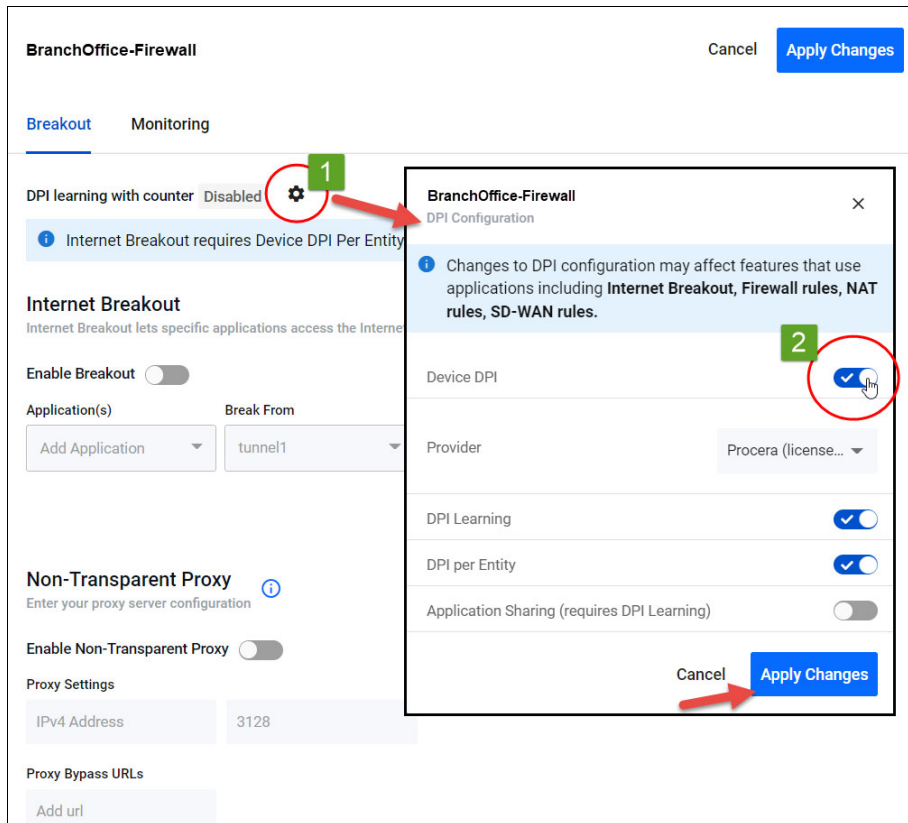 BranchOffice-Firewall
Cancel
Apply Changes
Breakout
Monitoring
DPI learning with counter Disabled
1
Internet Breakout requires Device DPI Per Entity
Internet Breakout
Internet Breakout lets specific applications access the Interne
Enable Breakout
Application(s)
Break From
Add Application
tunnel1
Non-Transparent Proxy
Enter your proxy server configuration
Enable Non-Transparent Proxy
Proxy Settings
IPv4 Address
3128
Proxy Bypass URLs
Add url
BranchOffice-Firewall
DPI Configuration
Changes to DPI configuration may affect features that use
applications including Internet Breakout, Firewall rules, NAT
rules, SD-WAN rules.
2
Device DPI
Provider
Procera (license...
DPI Learning
DPI per Entity
Application Sharing (requires DPI Learning)
Cancel
Apply Changes